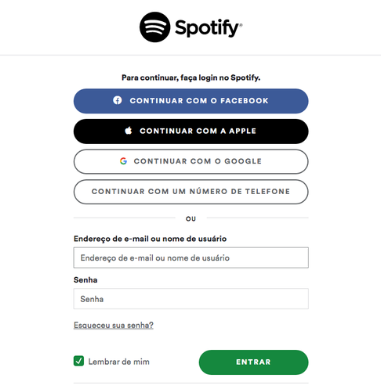 Spotify®
Para continuar, faça login no Spotify.
CONTINUAR COM O FACEBOOK
CONTINUAR COM A APPLE
CONTINUAR COM O GOOGLE
CONTINUAR COM UM NÚMERO DE TELEFONE
OU
Endereço de e-mail ou nome de usuário
Endereço de e-mail ou nome de usuário
Senha
Senha
Esqueceu sua senha?
Lembrar de mim
ENTRAR